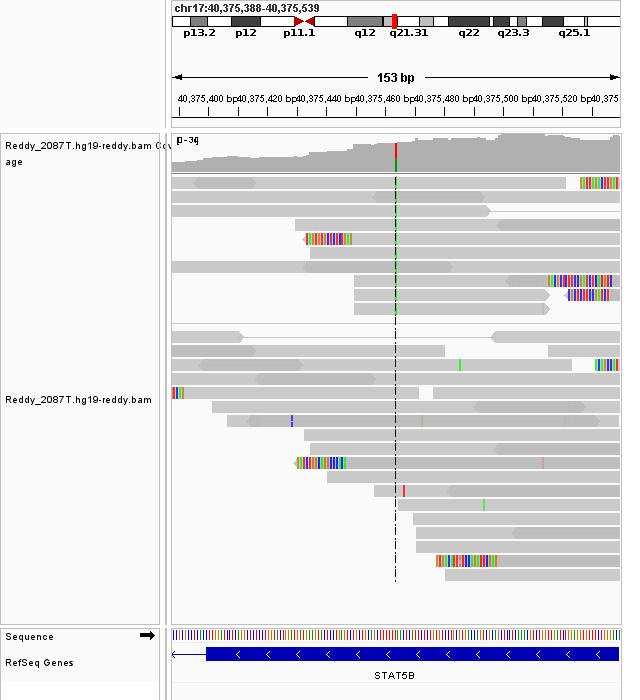 chr17:40,375,388-40,375,539
p13.2 p12 p11.1 q12 q21.31 q22 q23.3 q25.1
153 bp
40,375,400 bp 40,375,420 bp 40,375,440 bp 40,375,460 bp 40,375,480 bp 40,375,500 bp 40,375,520 bp 40,375
[0-30]
Reddy_2087T.hg19-reddy.bam Cov
age
Reddy_2087T.hg19-reddy.bam
Sequence
RefSeq Genes
STAT5B